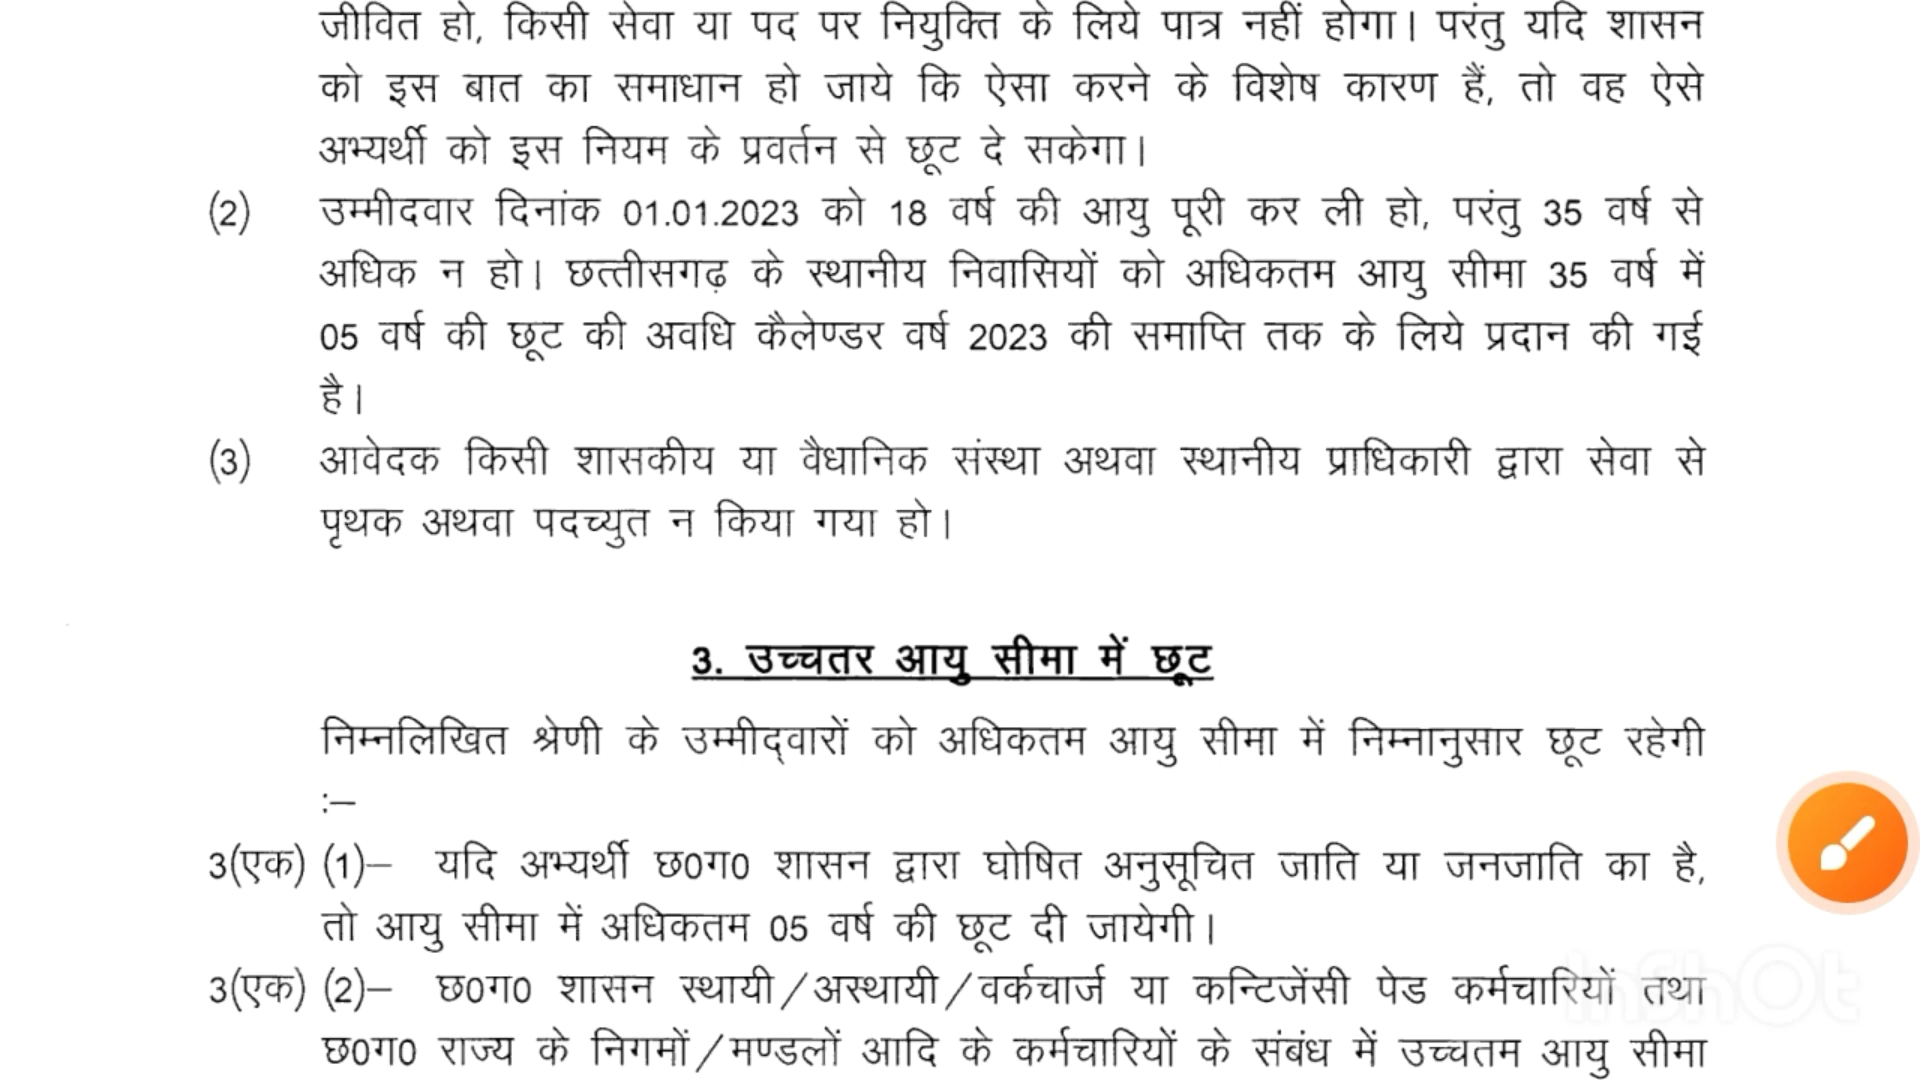 जीवित हो, किसी सेवा या पद पर नियुक्ति के लिये पात्र नहीं होगा। परंतु यदि शासन
को इस बात का समाधान हो जाये कि ऐसा करने के विशेष कारण हैं, तो वह ऐसे
अभ्यर्थी को इस नियम के प्रवर्तन से छूट दे सकेगा।
(2) उम्मीदवार दिनांक 01.01.2023 को 18 वर्ष की आयु पूरी कर ली हो, परंतु 35 वर्ष से
अधिक न हो। छत्तीसगढ़ के स्थानीय निवासियों को अधिकतम आयु सीमा 35 वर्ष में
05 वर्ष की छूट की अवधि कैलेण्डर वर्ष 2023 की समाप्ति तक के लिये प्रदान की गई
है।
(3) आवेदक किसी शासकीय या वैधानिक संस्था अथवा स्थानीय प्राधिकारी द्वारा सेवा से
पृथक अथवा पदच्युत न किया गया हो।
3. उच्चतर आयु सीमा में छूट
निम्नलिखित श्रेणी के उम्मीद्वारों को अधिकतम आयु सीमा में निम्नानुसार छूट रहेगी
:–
3(एक) (1)– यदि अभ्यर्थी छ0ग0 शासन द्वारा घोषित अनुसूचित जाति या जनजाति का है,
तो आयु सीमा में अधिकतम 05 वर्ष की छूट दी जायेगी।
3(एक) (2)– छ0ग0 शासन स्थायी/अस्थायी/वर्कचार्ज या कन्टिजेंसी पेड कर्मचारियों तथा
छ0ग0 राज्य के निगमों/मण्डलों आदि के कर्मचारियों के संबंध में उच्चतम आयु सीमा
InShOt